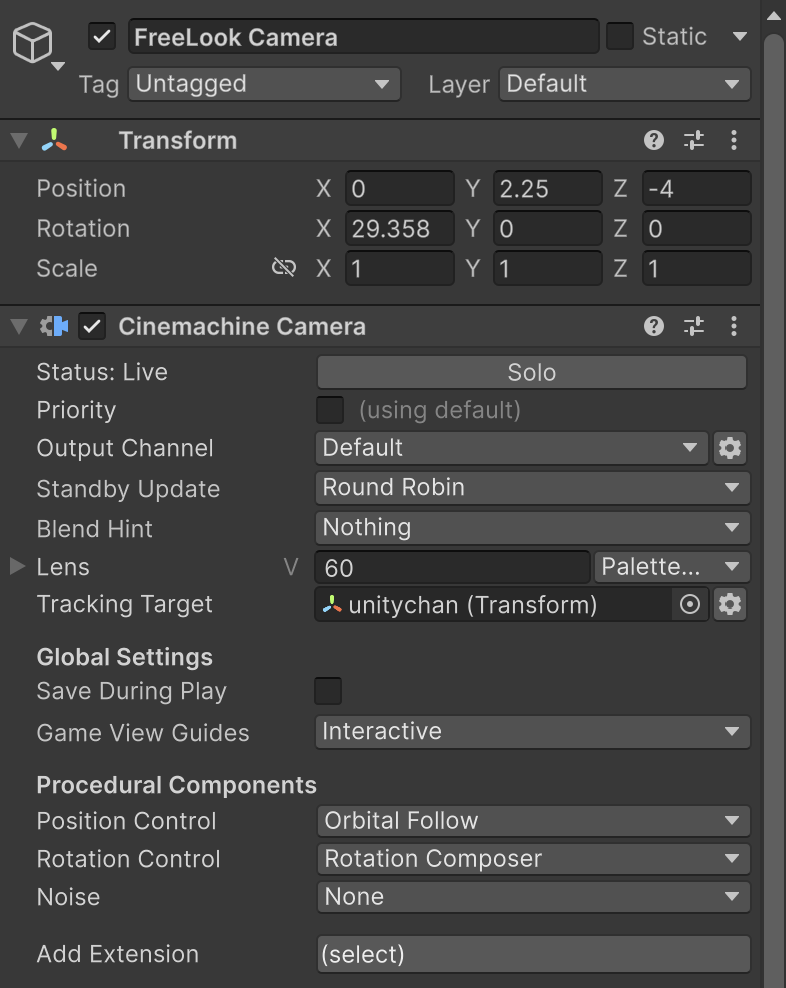 FreeLook Camera Static
Tag Untagged Layer Default
Transform
Position X 0 Y 2.25 Z -4
Rotation X 29.358 Y 0 Z 0
Scale X 1 Y 1 Z 1
Cinemachine Camera
Status: Live Solo
Priority (using default)
Output Channel Default
Standby Update Round Robin
Blend Hint Nothing
Lens V 60 Palette...
Tracking Target unitychan (Transform)
Global Settings
Save During Play
Game View Guides Interactive
Procedural Components
Position Control Orbital Follow
Rotation Control Rotation Composer
Noise None
Add Extension (select)